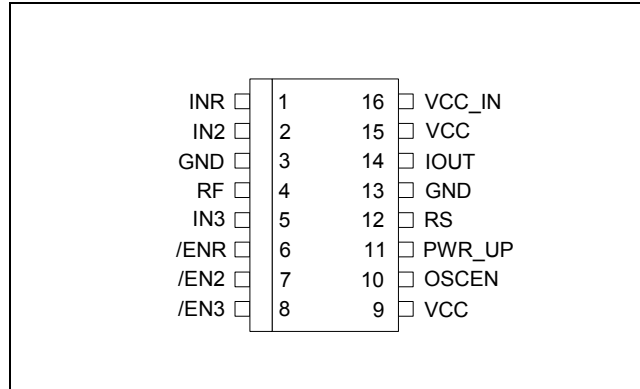 INR 1 16 VCC_IN
IN2 2 15 VCC
GND 3 14 IOUT
RF 4 13 GND
IN3 5 12 RS
/ENR 6 11 PWR_UP
/EN2 7 10 OSCEN
/EN3 8 9 VCC